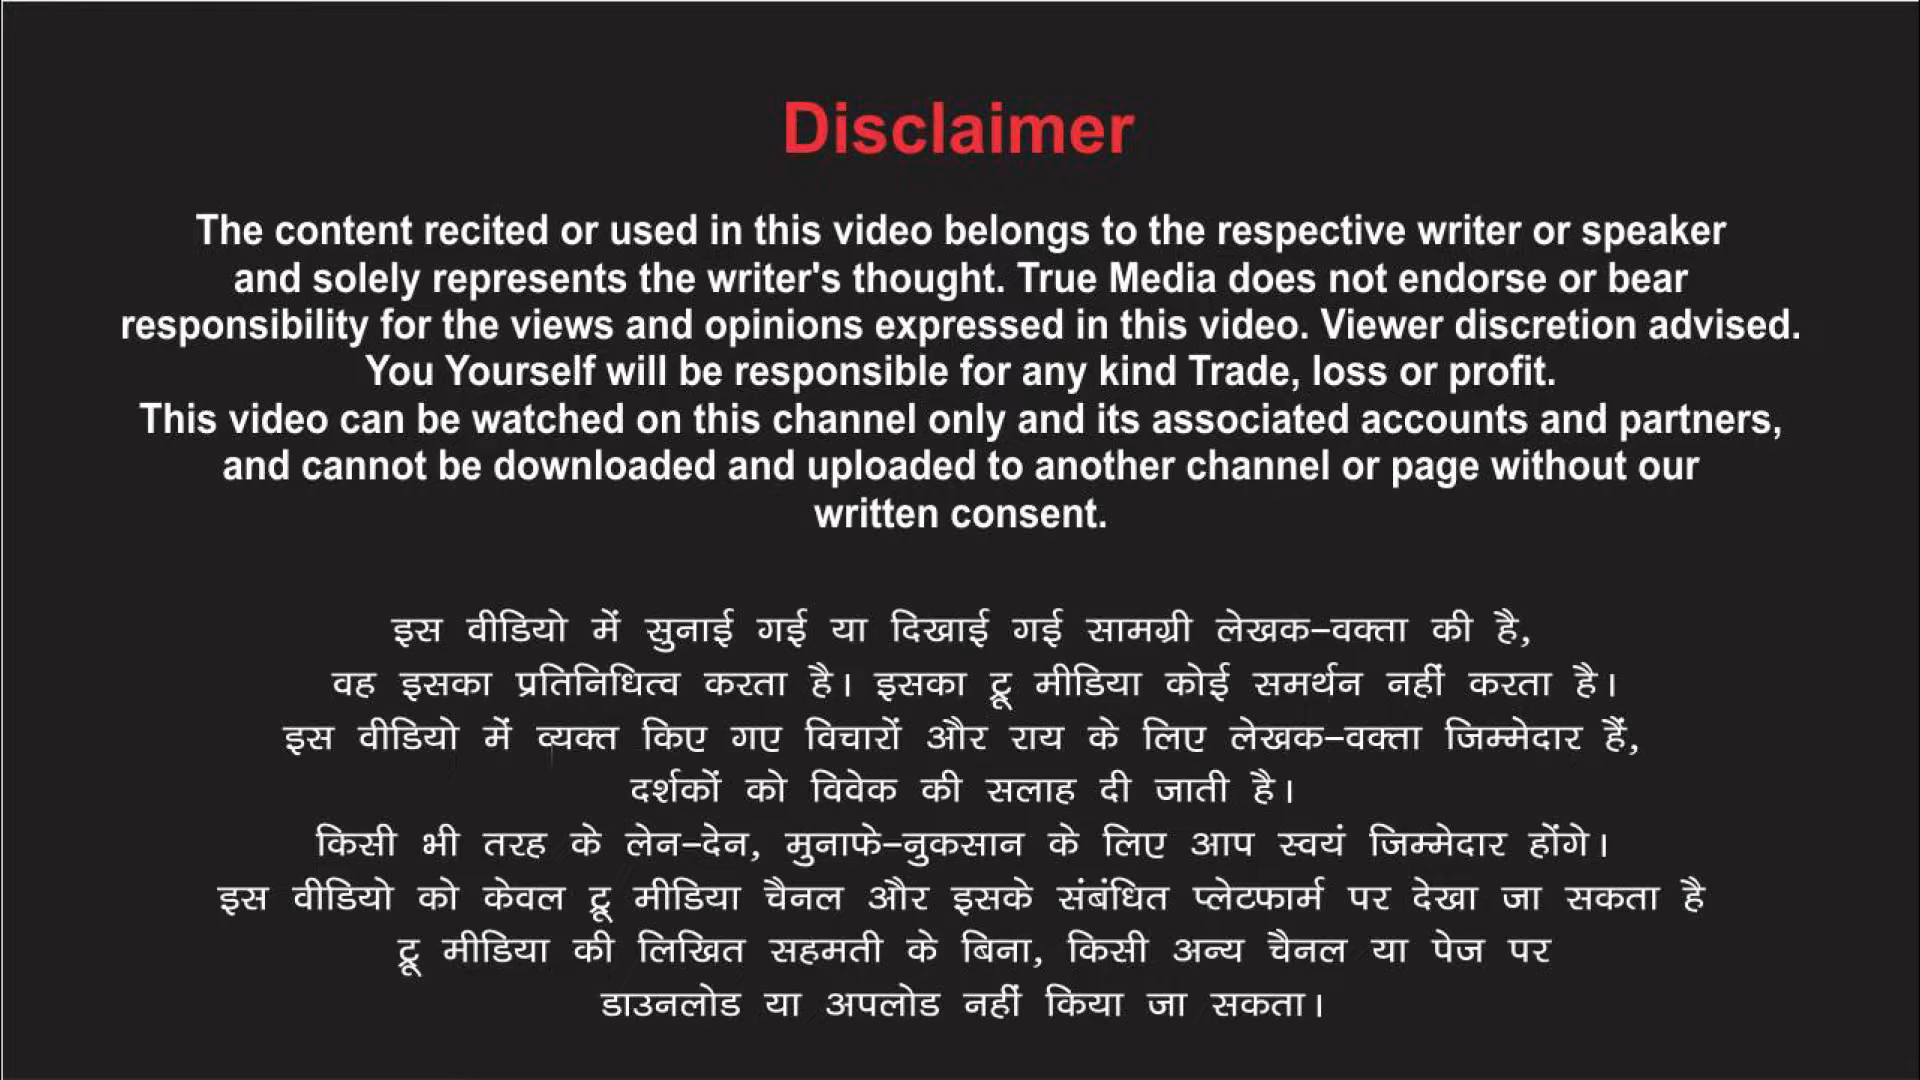 Disclaimer
The content recited or used in this video belongs to the respective writer or speaker
and solely represents the writer's thought. True Media does not endorse or bear
responsibility for the views and opinions expressed in this video. Viewer discretion advised.
You Yourself will be responsible for any kind Trade, loss or profit.
This video can be watched on this channel only and its associated accounts and partners,
and cannot be downloaded and uploaded to another channel or page without our
written consent.
इस वीडियो में सुनाई गई या दिखाई गई सामग्री लेखक–वक्ता की है,
वह इसका प्रतिनिधित्व करता है। इसका ट्रू मीडिया कोई समर्थन नहीं करता है।
इस वीडियो में व्यक्त किए गए विचारों और राय के लिए लेखक–वक्ता जिम्मेदार हैं,
दर्शकों को विवेक की सलाह दी जाती है।
किसी भी तरह के लेन–देन, मुनाफे–नुकसान के लिए आप स्वयं जिम्मेदार होंगे।
इस वीडियो को केवल ट्रू मीडिया चैनल और इसके संबंधित प्लेटफार्म पर देखा जा सकता है
ट्रू मीडिया की लिखित सहमती के बिना, किसी अन्य चैनल या पेज पर
डाउनलोड या अपलोड नहीं किया जा सकता।